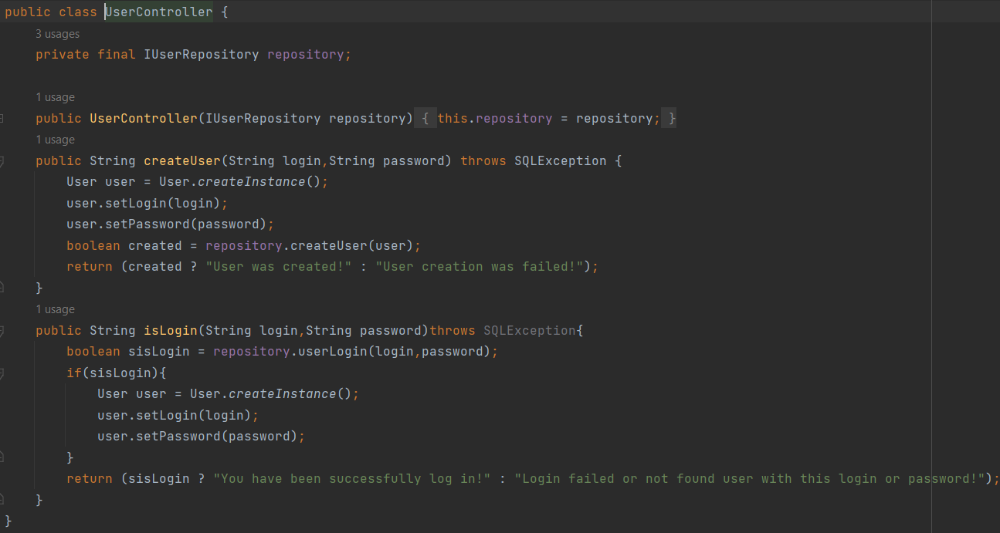 public class UserController {
3 usages
private final IUserRepository repository;
1 usage
public UserController(IUserRepository repository) { this.repository = repository; }
1 usage
public String createUser(String login,String password) throws SQLException {
User user = User.createInstance();
user.setLogin(login);
user.setPassword(password);
boolean created = repository.createUser(user);
return (created ? "User was created!" : "User creation was failed!");
}
1 usage
public String isLogin(String login,String password)throws SQLException{
boolean sisLogin = repository.userLogin(login,password);
if(sisLogin){
User user = User.createInstance();
user.setLogin(login);
user.setPassword(password);
}
return (sisLogin ? "You have been successfully log in!" : "Login failed or not found user with this login or password!");
}
}